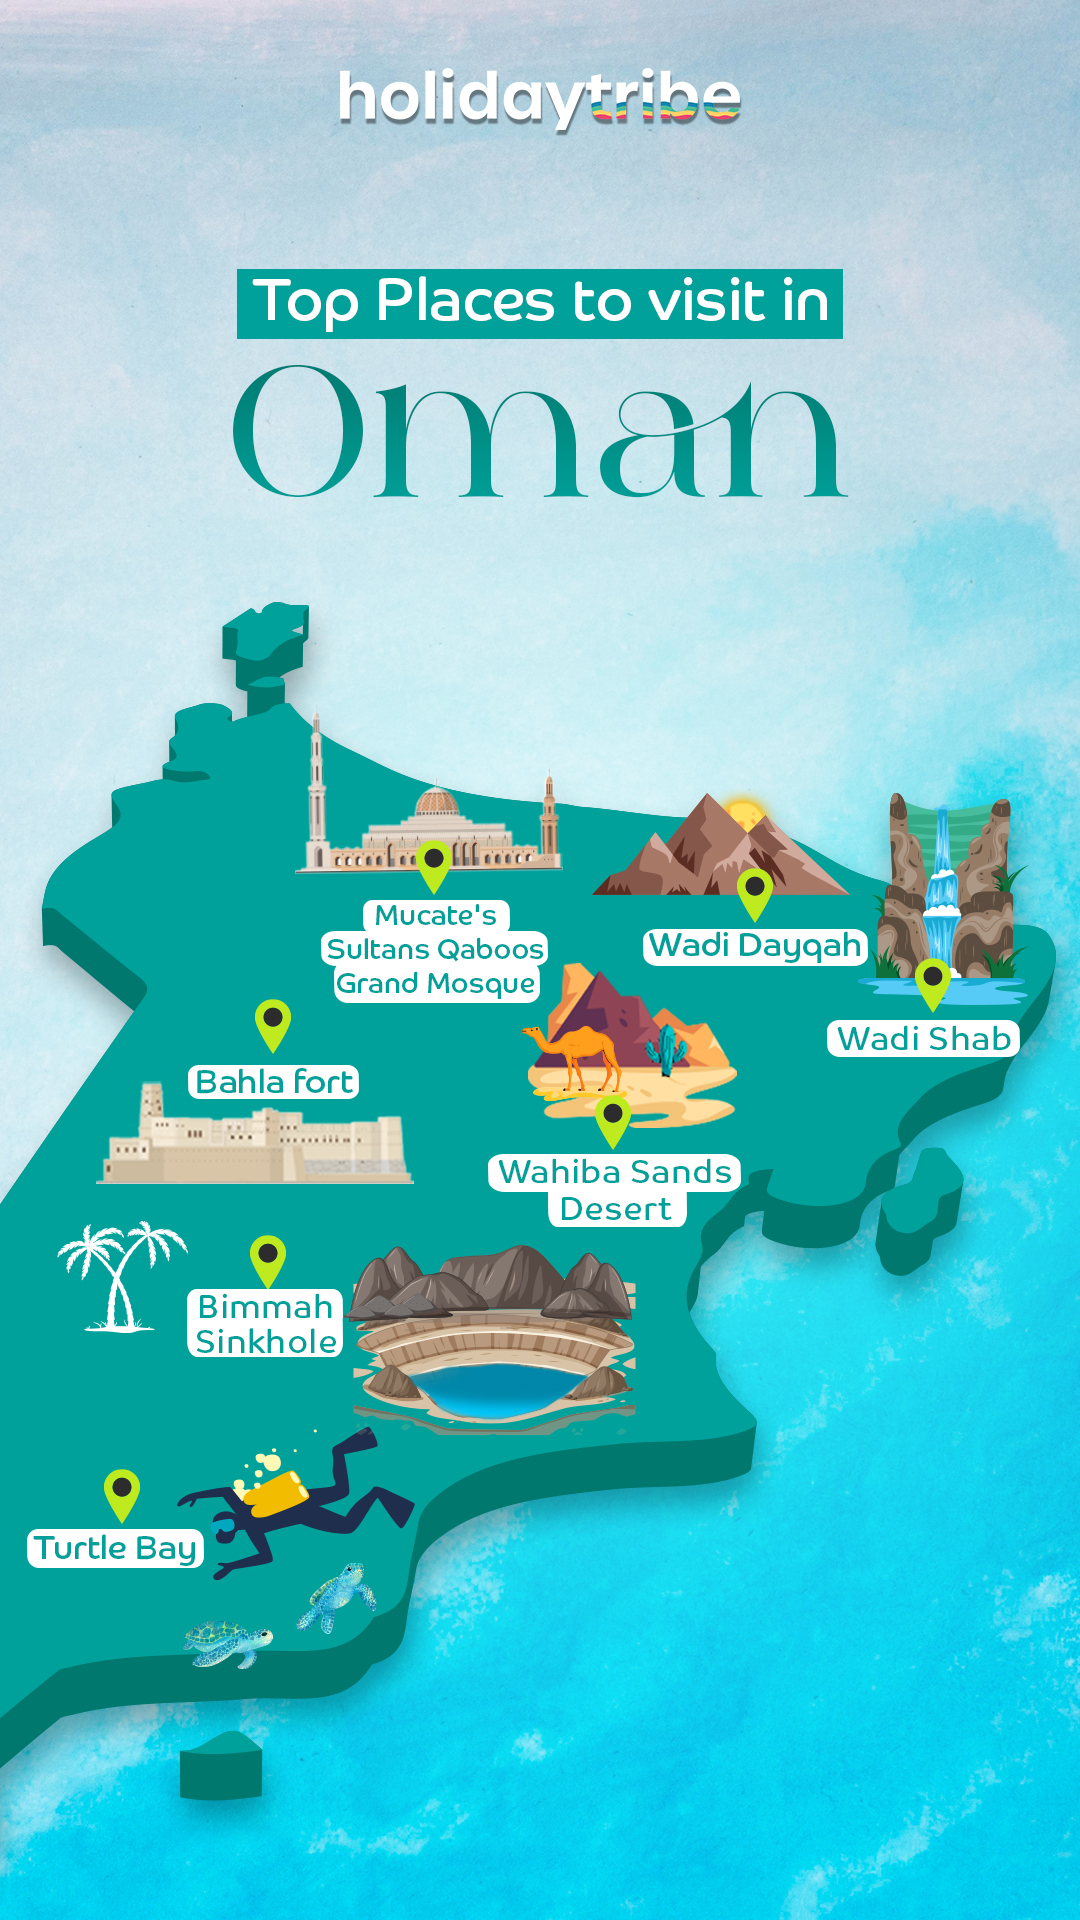 holidaytribe
Top Places to visit in
Oman
Mucate's
Sultans Qaboos
Grand Mosque
Wadi Dayqah
Wadi Shab
Bahla fort
Wahiba Sands
Desert
Bimmah
Sinkhole
Turtle Bay